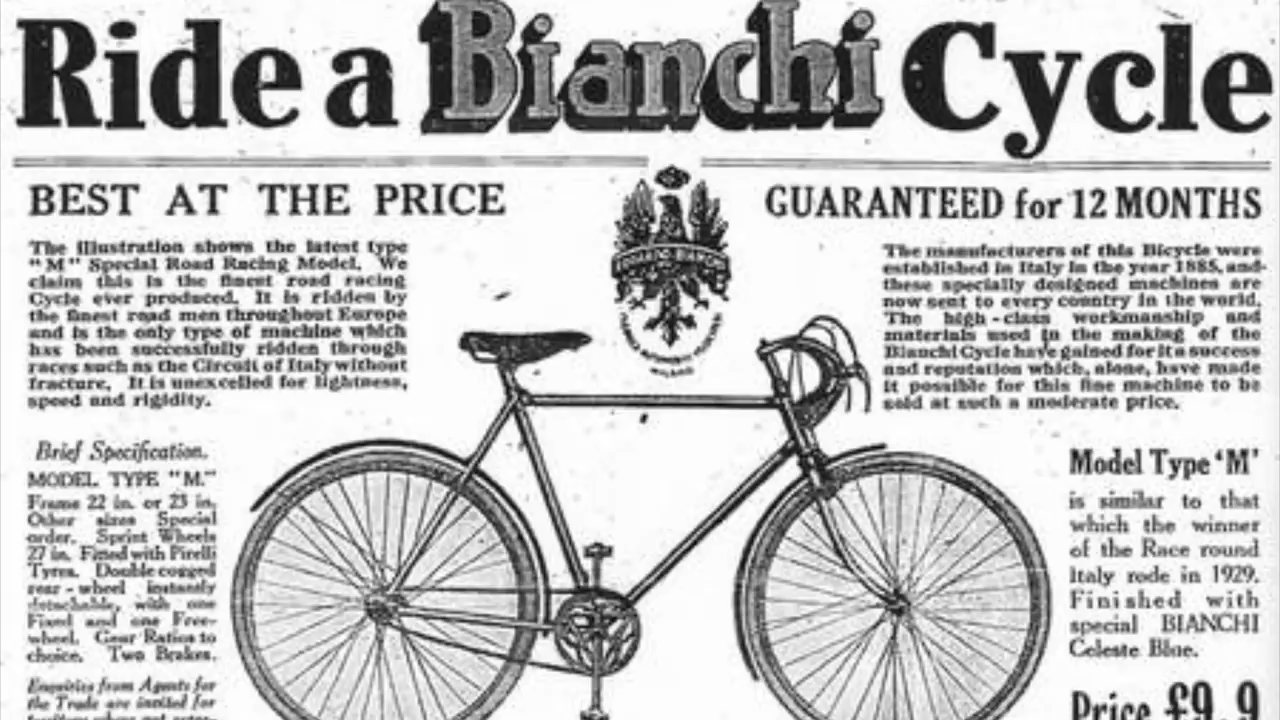 Ride a Bianchi Cycle
BEST AT THE PRICE
The illustration shows the latest type
"M" Special Road Racing Model. We
claim this is the finest road racing
Cycle ever produced. It is ridden by
the finest road men throughout Europe
and is the only type of machine which
has been successfully ridden through
races such as the Circuit of Italy without
fracture. It is unexcelled for lightness,
speed and rigidity.
GUARANTEED for 12 MONTHS
The manufacturers of this Bicycle were
established in Italy in the year 1885, and
these specially designed machines are
now sent to every country in the world.
The high-class workmanship and
materials used in the making of the
Bianchi Cycle have gained for it a success
and reputation which, alone, have made
it possible for this fine machine to be
sold at such a moderate price.
MILANO
Brief Specification.
MODEL TYPE "M."
Frame 22 in. or 23 in.
Other sizes Special
order. Sprint Wheels
27 in. Fitted with Pirelli
Tyres. Double cogged
rear-wheel instantly
detachable, with one
Fixed and one Free-
wheel. Gear Ratios to
choice. Two Brakes.
Enquiries from Agents for
the Trade are invited for
Model Type 'M'
is similar to that
which the winner
of the Race round
Italy rode in 1929.
Finished with
special BIANCHI
Celeste Blue.
Price £9.9